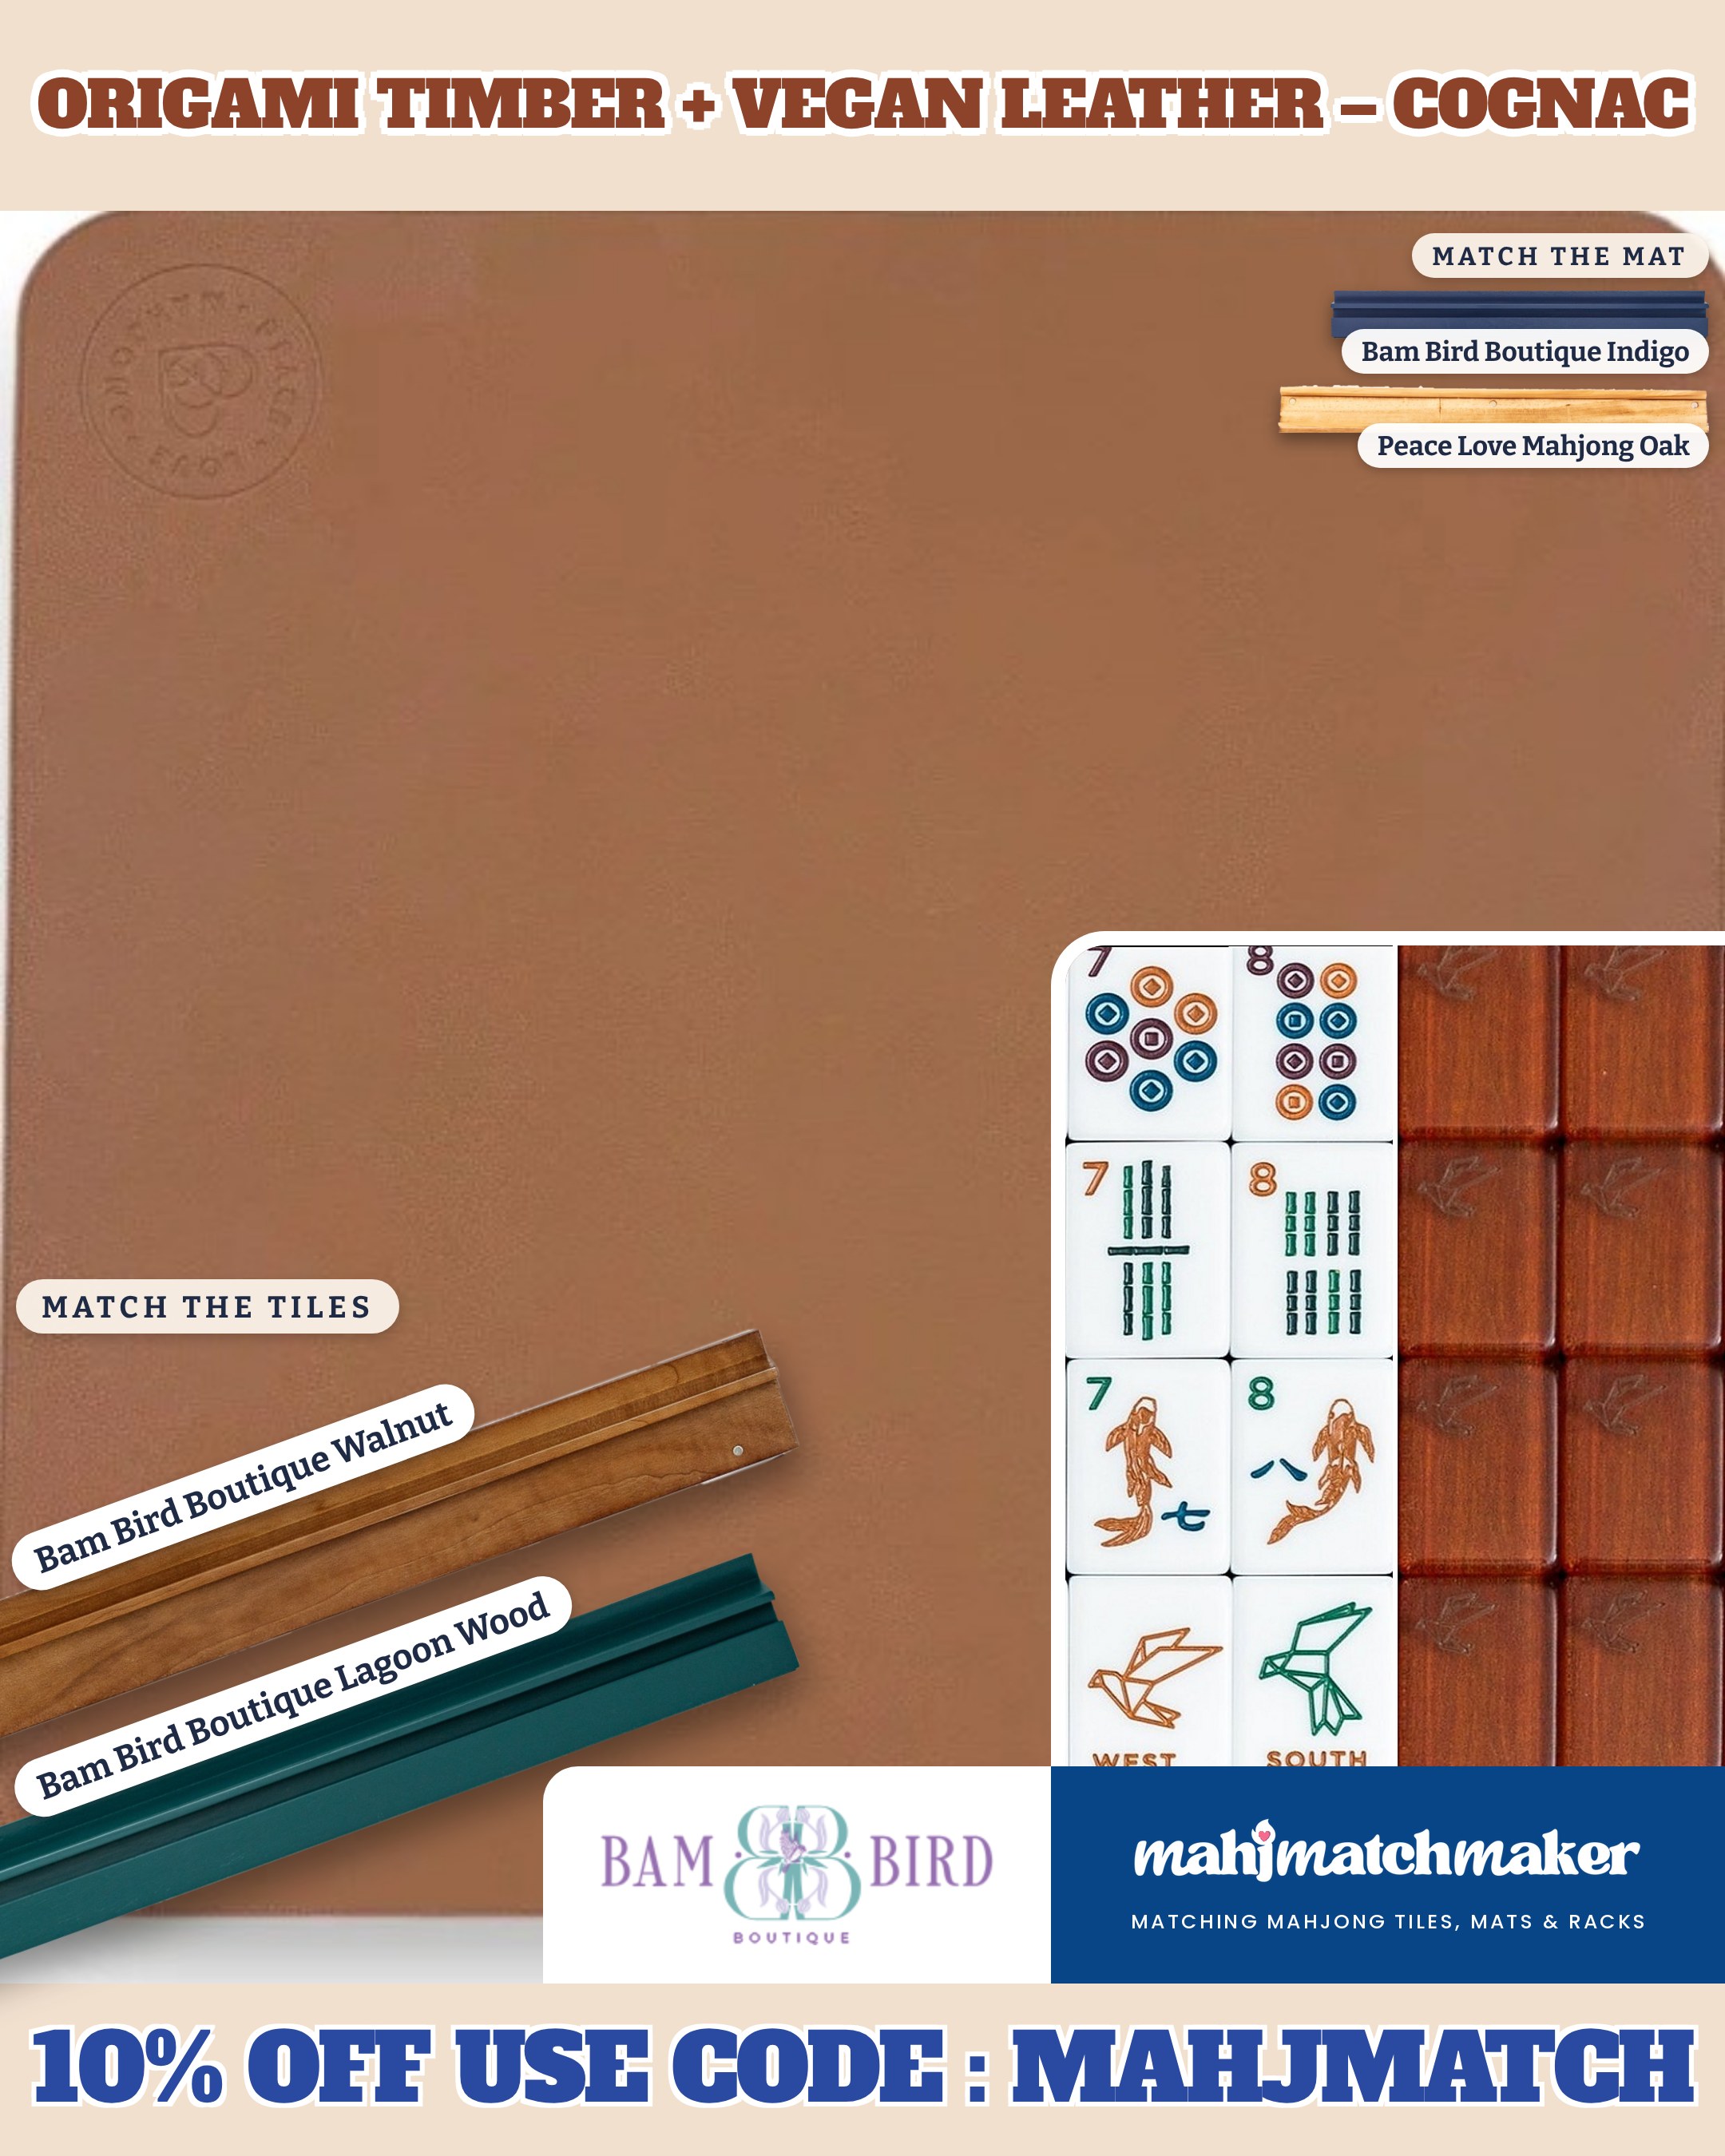 ORIGAMI TIMBER + VEGAN LEATHER – COGNAC
MATCH THE MAT
Bam Bird Boutique Indigo
Peace Love Mahjong Oak
7 8
7 8
7 8
七 八
WEST SOUTH
MATCH THE TILES
Bam Bird Boutique Walnut
Bam Bird Boutique Lagoon Wood
BAM BIRD
BOUTIQUE
mahjmatchmaker
MATCHING MAHJONG TILES, MATS & RACKS
10% OFF USE CODE : MAHJMATCH